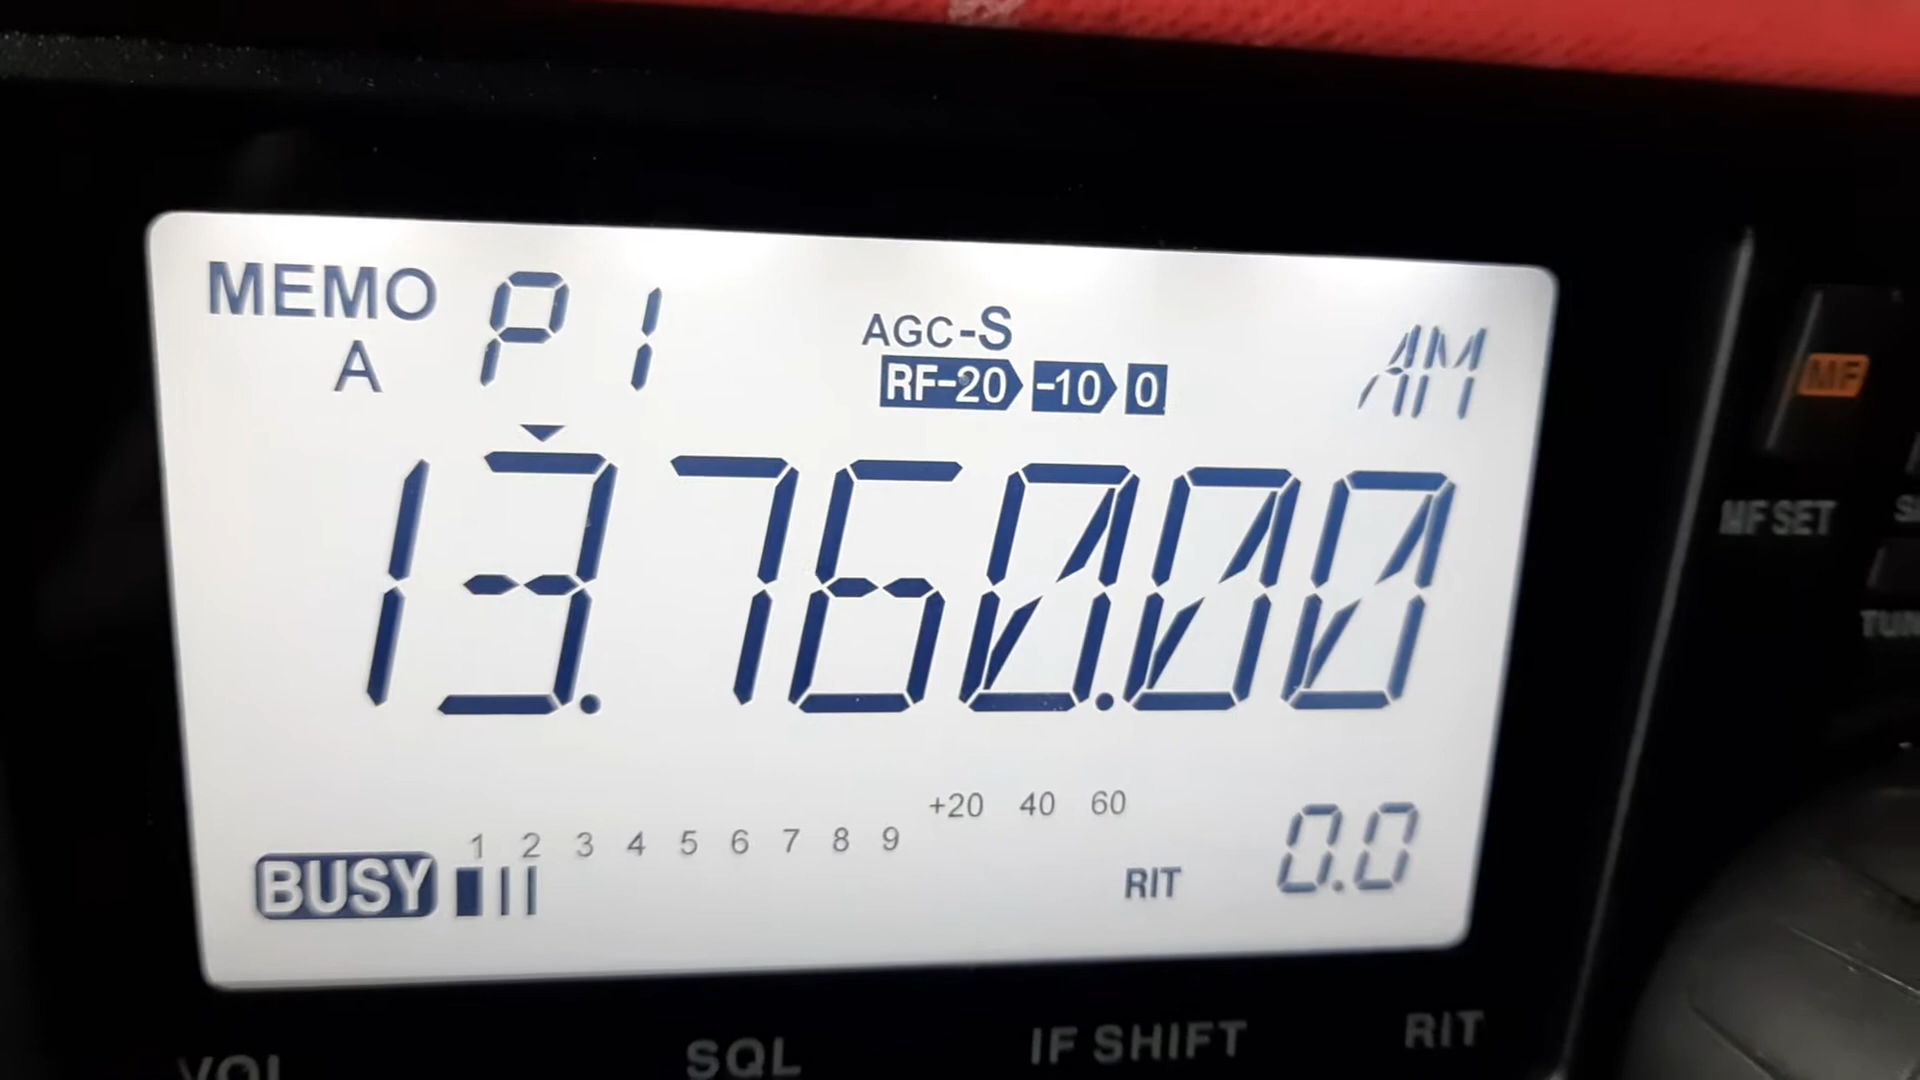 MEMO P1
A
AGC-S
RF-20 -10 0
AM
13.760.00
+20 40 60
1 2 3 4 5 6 7 8 9
BUSY
RIT 0.0
MF
MF SET
SQL
IF SHIFT
RIT